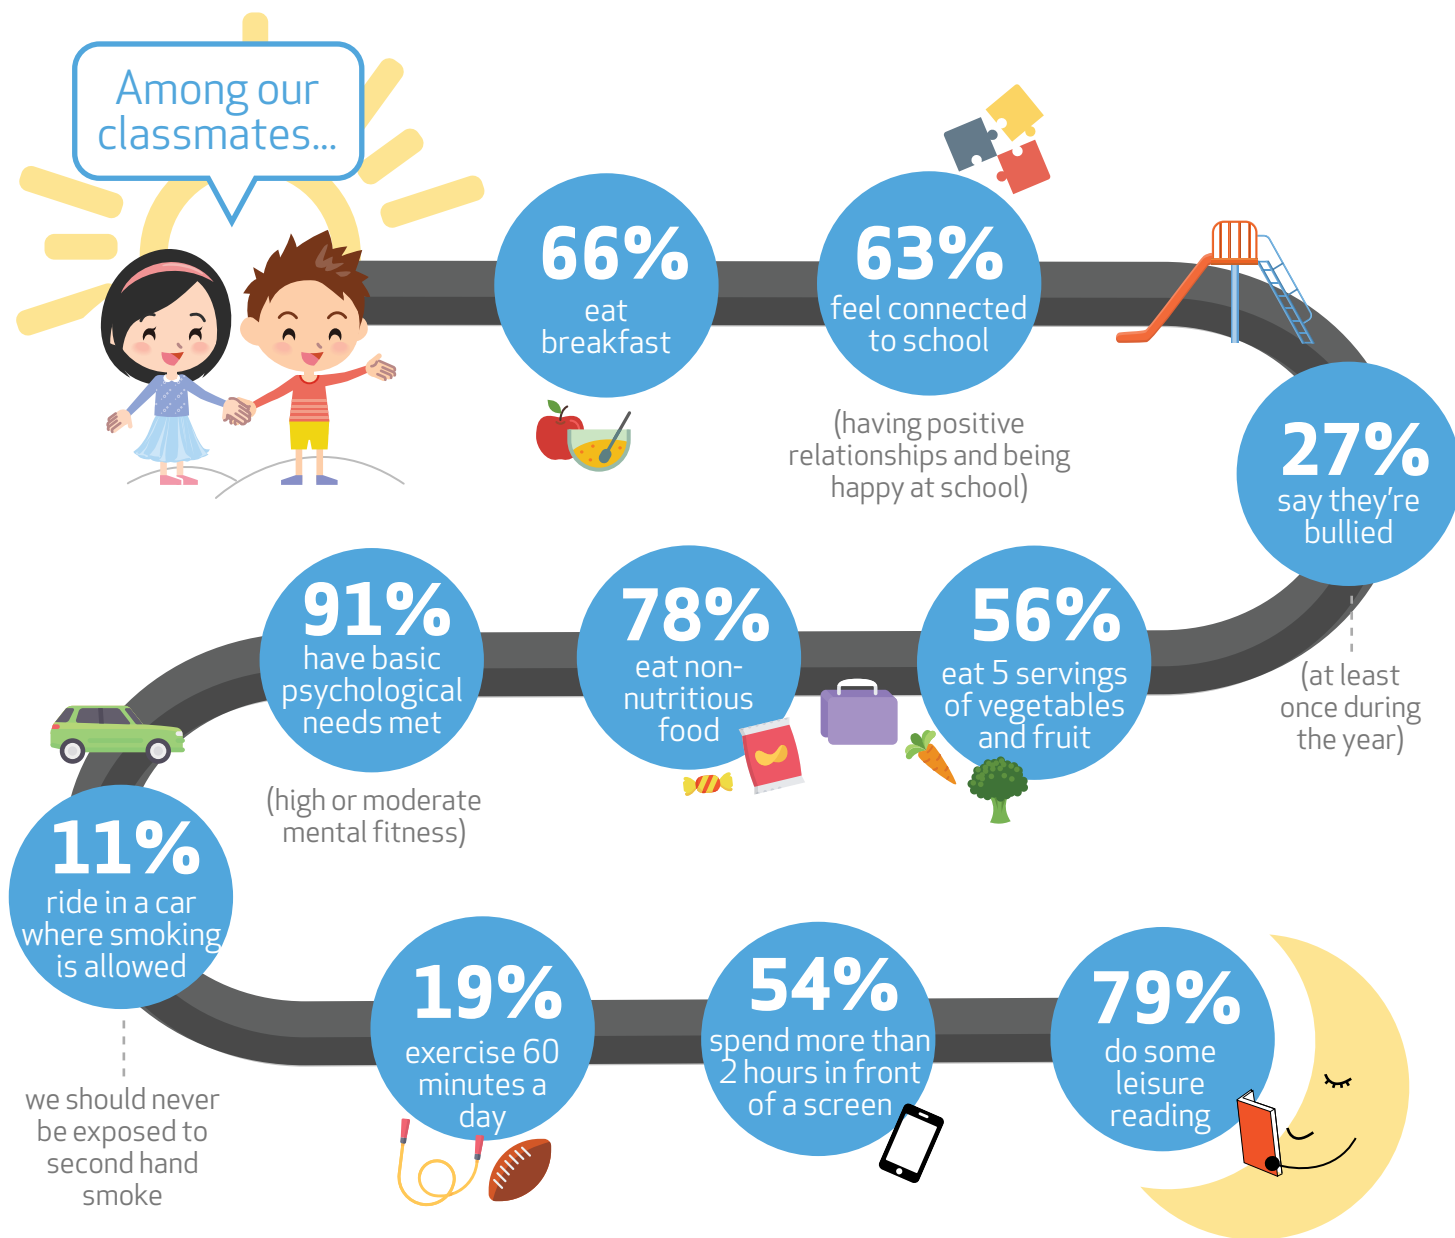 Among our
classmates...
66%
eat
breakfast
63%
feel connected
to school
(having positive
relationships and being
happy at school)
27%
say they're
bullied
(at least
once during
the year)
56%
eat 5 servings
of vegetables
and fruit
78%
eat non-
nutritious
food
91%
have basic
psychological
needs met
(high or moderate
mental fitness)
11%
ride in a car
where smoking
is allowed
we should never
be exposed to
second hand
smoke
19%
exercise 60
minutes a
day
54%
spend more than
2 hours in front
of a screen
79%
do some
leisure
reading